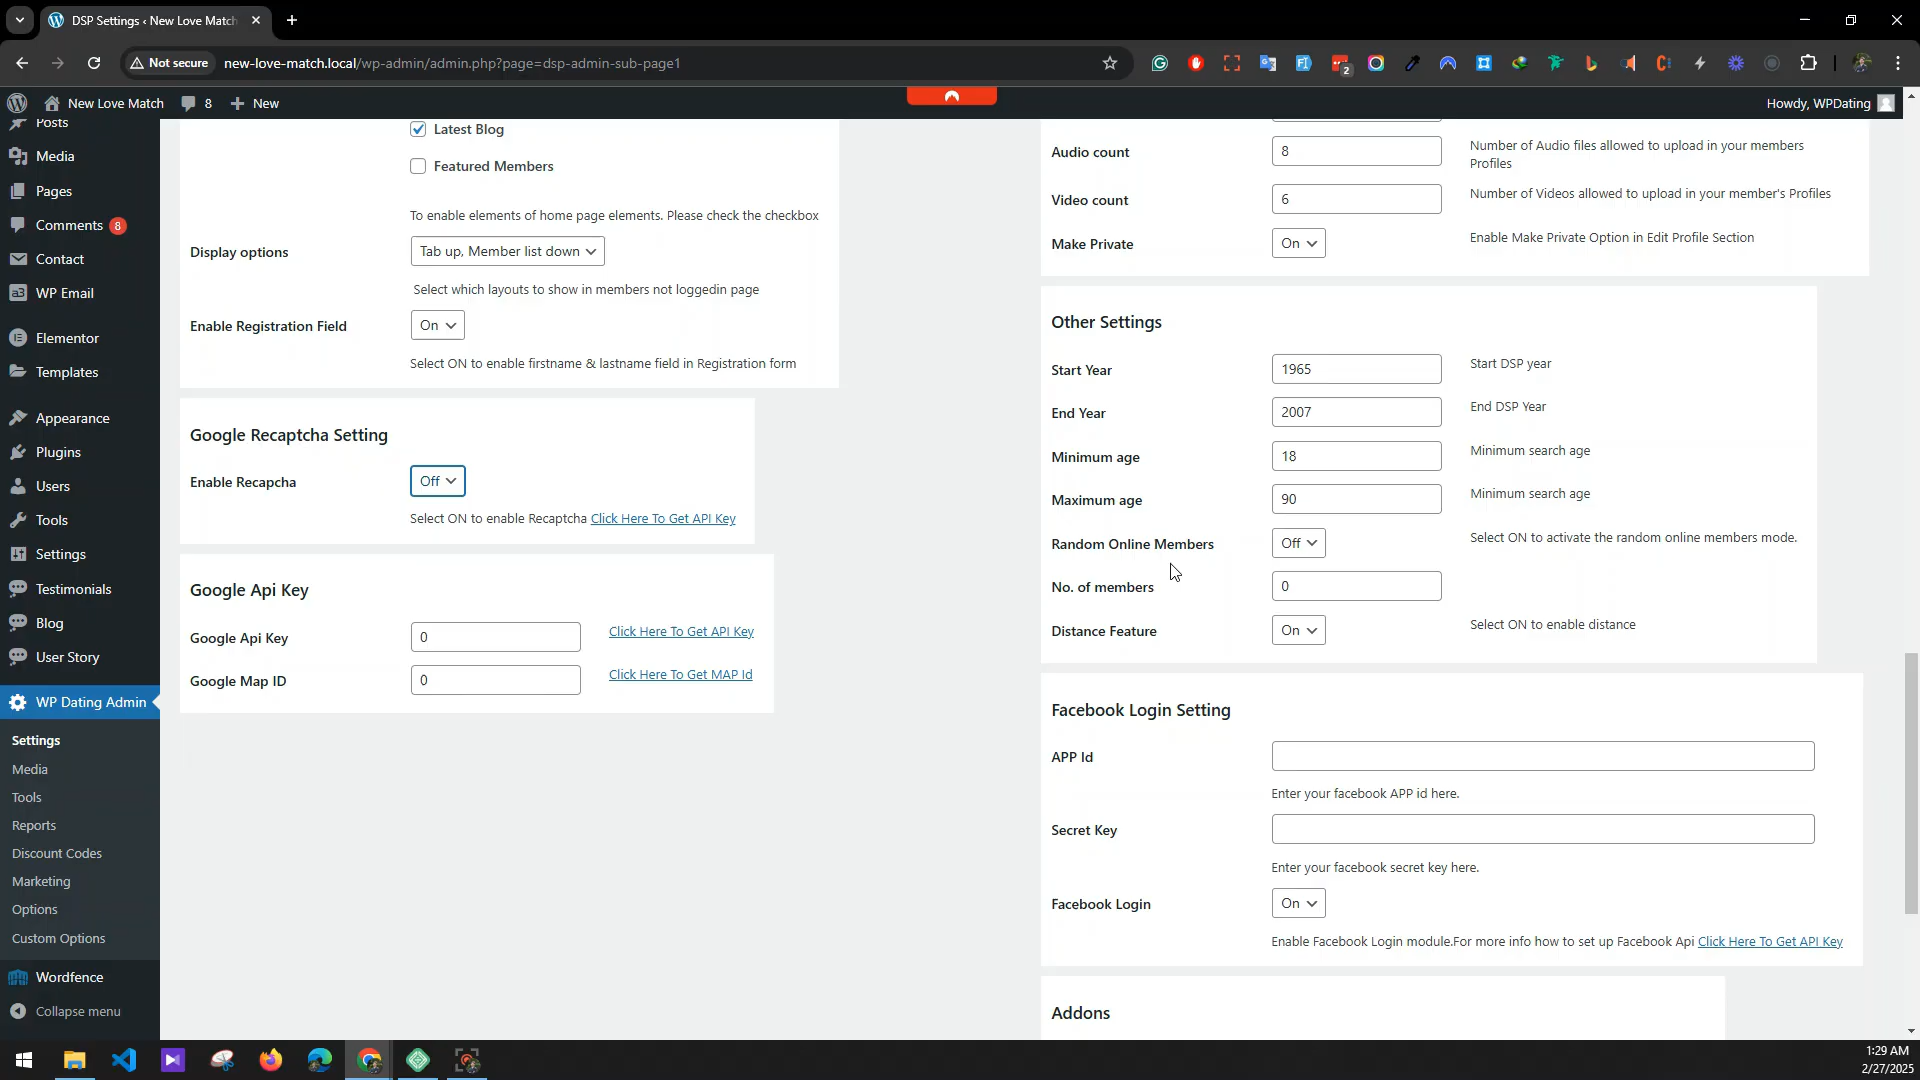 DSP Settings ‹ New Love Match
Not secure
new-love-match.local/wp-admin/admin.php?page=dsp-admin-sub-page1
2
New Love Match
8
New
Howdy, WPDating
Posts
Media
Pages
Comments 8
Contact
WP Email
Elementor
Templates
Appearance
Plugins
Users
Tools
Settings
Testimonials
Blog
User Story
WP Dating Admin
Settings
Media
Tools
Reports
Discount Codes
Marketing
Options
Custom Options
Wordfence
Collapse menu
Latest Blog
Featured Members
To enable elements of home page elements. Please check the checkbox
Display options
Tab up, Member list down
Select which layouts to show in members not loggedin page
Enable Registration Field
On
Select ON to enable firstname & lastname field in Registration form
Google Recaptcha Setting
Enable Recapcha
Off
Select ON to enable Recaptcha Click Here To Get API Key
Google Api Key
Google Api Key
0
Click Here To Get API Key
Google Map ID
0
Click Here To Get MAP Id
Audio count
8
Number of Audio files allowed to upload in your members
Profiles
Video count
6
Number of Videos allowed to upload in your member's Profiles
Make Private
On
Enable Make Private Option in Edit Profile Section
Other Settings
Start Year
1965
Start DSP year
End Year
2007
End DSP Year
Minimum age
18
Minimum search age
Maximum age
90
Minimum search age
Random Online Members
Off
Select ON to activate the random online members mode.
No. of members
0
Distance Feature
On
Select ON to enable distance
Facebook Login Setting
APP Id
Enter your facebook APP id here.
Secret Key
Enter your facebook secret key here.
Facebook Login
On
Enable Facebook Login module.For more info how to set up Facebook Api Click Here To Get API Key
Addons
1:29 AM
2/27/2025